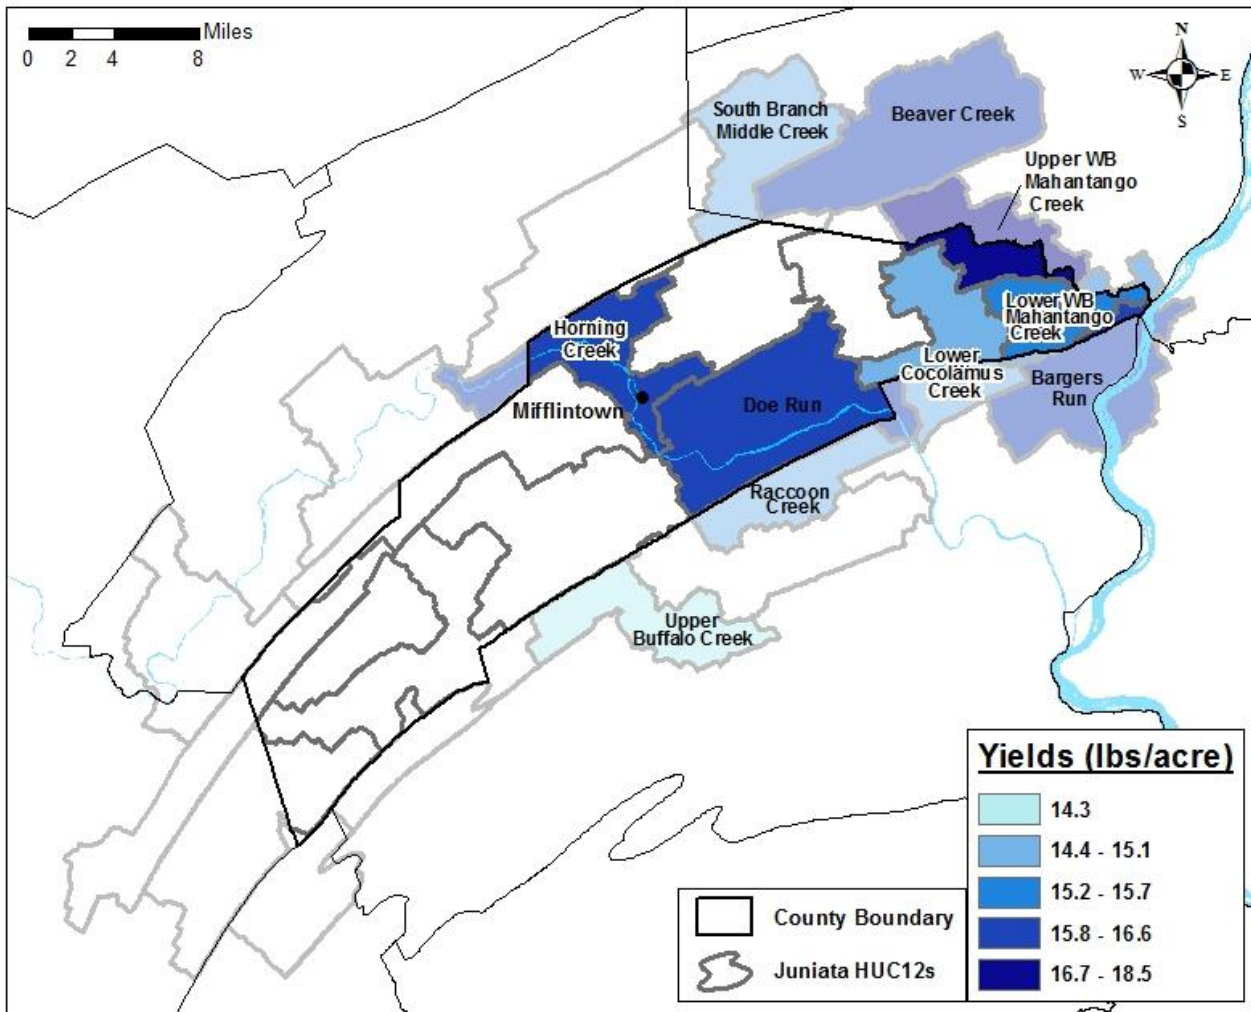 Miles
0 2 4 8
N
W E
S
South Branch
Middle Creek
Beaver Creek
Upper WB
Mahantango
Creek
Horning
Creek
Lower WB
Mahantango
Creek
Lower
Cocolamus
Creek
Bargers
Run
Mifflintown
Doe Run
Raccoon
Creek
Upper
Buffalo Creek
Yields (lbs/acre)
14.3
14.4 - 15.1
15.2 - 15.7
15.8 - 16.6
16.7 - 18.5
County Boundary
Juniata HUC12s